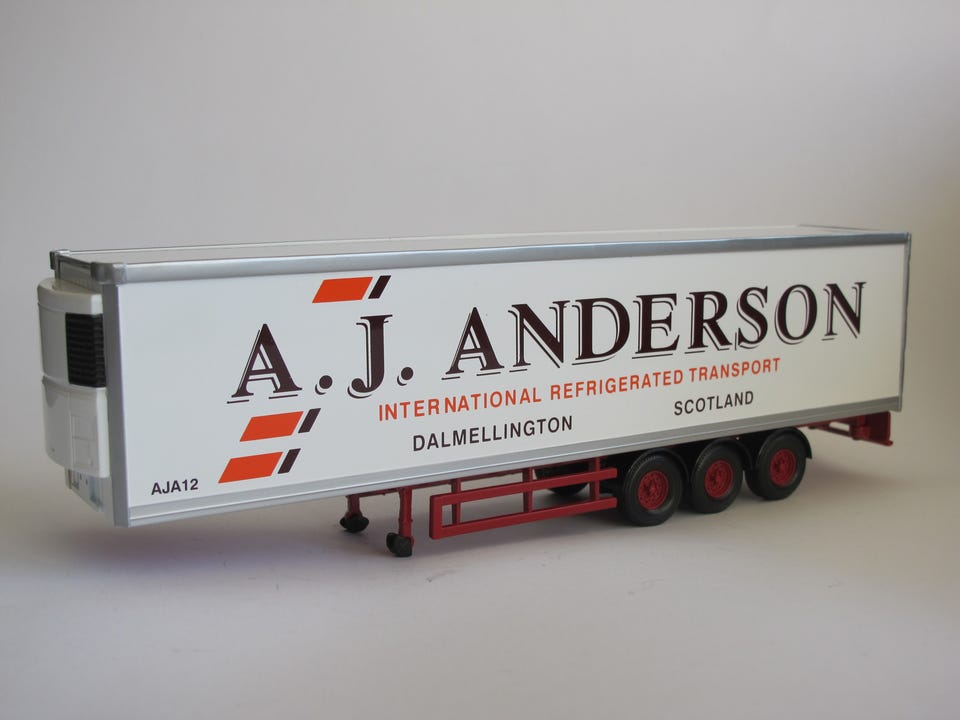 A.J. ANDERSON
INTERNATIONAL REFRIGERATED TRANSPORT
DALMELLINGTON SCOTLAND
AJA12